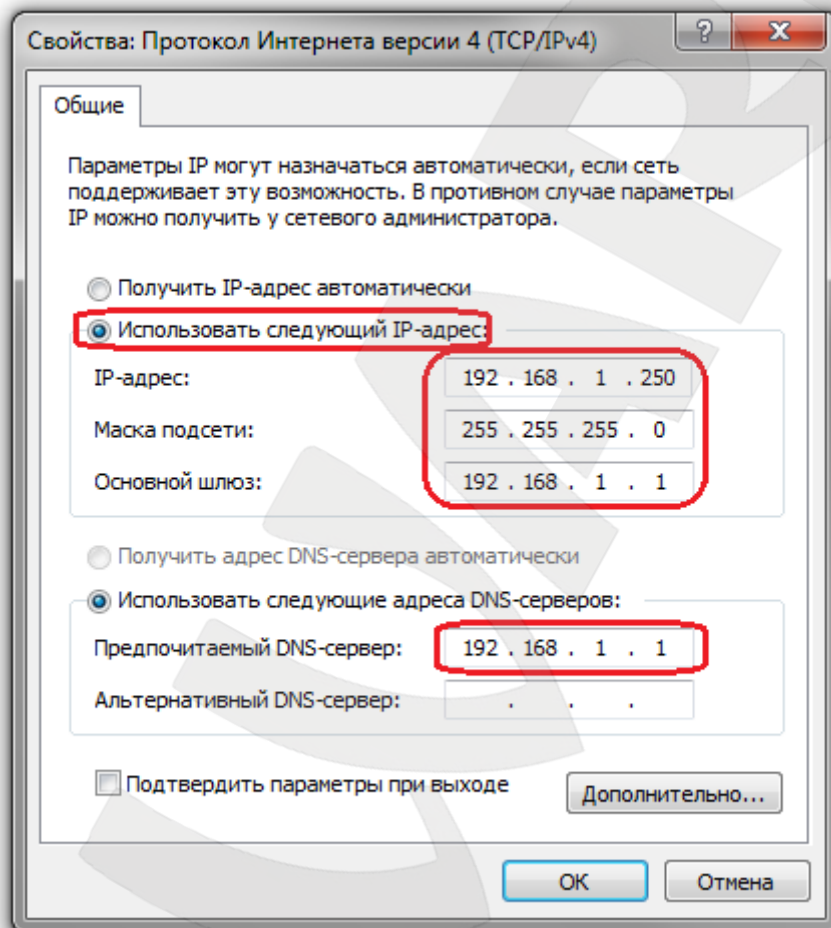 Свойства: Протокол Интернета версии 4 (TCP/IPv4)
Общие
Параметры IP могут назначаться автоматически, если сеть
поддерживает эту возможность. В противном случае параметры
IP можно получить у сетевого администратора.
Получить IP-адрес автоматически
Использовать следующий IP-адрес:
IP-адрес: 192 . 168 . 1 . 250
Маска подсети: 255 . 255 . 255 . 0
Основной шлюз: 192 . 168 . 1 . 1
Получить адрес DNS-сервера автоматически
Использовать следующие адреса DNS-серверов:
Предпочитаемый DNS-сервер: 192 . 168 . 1 . 1
Альтернативный DNS-сервер: . . .
Подтвердить параметры при выходе
Дополнительно...
ОК Отмена